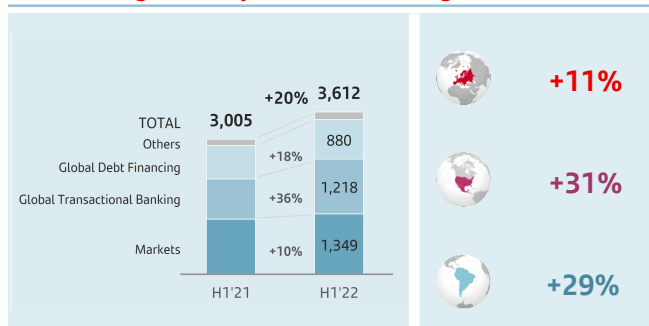 +20% 3,612
TOTAL 3,005
Others
880
+18%
Global Debt Financing
1,218
Global Transactional Banking
+36%
Markets
+10%
1,349
H1'21
H1'22
+11%
+31%
+29%